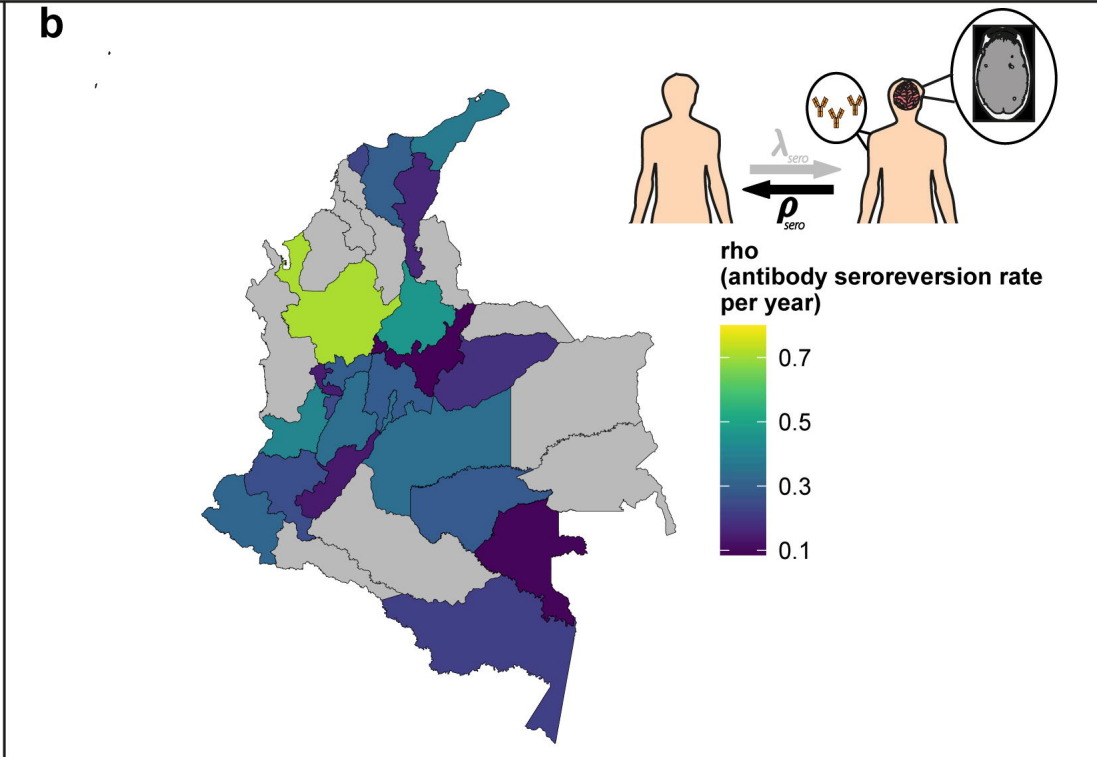 b
λsero
ρsero
rho
(antibody seroreversion rate
per year)
0.7
0.5
0.3
0.1